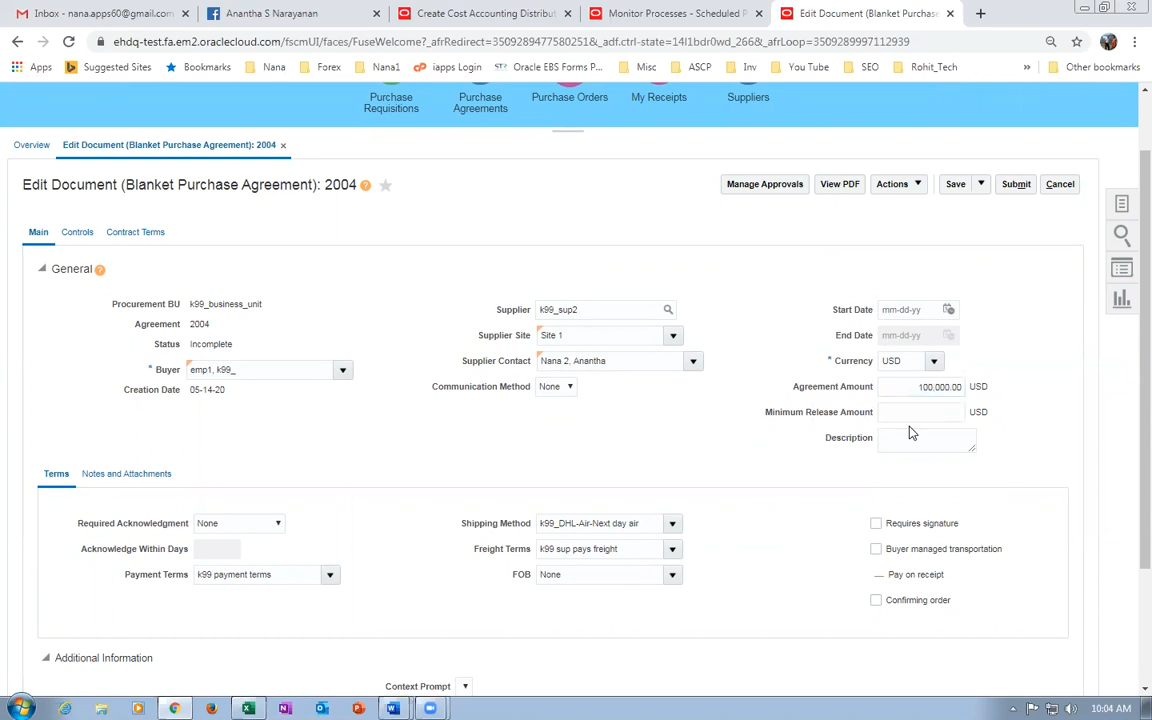 Inbox - nana.apps60@gmail.com
Anantha S Narayanan
Create Cost Accounting Distribut
Monitor Processes - Scheduled P
Edit Document (Blanket Purchase
ehdq-test.fa.em2.oraclecloud.com/fscmUI/faces/FuseWelcome?_afrRedirect=3509289477580251&_adf.ctrl-state=14l1bdr0wd_266&_afrLoop=3509289997112939
Apps Suggested Sites Bookmarks Nana Forex Nana1 iapps Login Oracle EBS Forms P... Misc ASCP Inv You Tube SEO Rohit_Tech » Other bookmarks
Purchase Requisitions
Purchase Agreements
Purchase Orders
My Receipts
Suppliers
Overview Edit Document (Blanket Purchase Agreement): 2004
Edit Document (Blanket Purchase Agreement): 2004
Manage Approvals View PDF Actions Save Submit Cancel
Main Controls Contract Terms
General
Procurement BU k99_business_unit
Agreement 2004
Status Incomplete
* Buyer emp1, k99_
Creation Date 05-14-20
Supplier k99_sup2
Supplier Site Site 1
Supplier Contact Nana 2, Anantha
Communication Method None
Start Date mm-dd-yy
End Date mm-dd-yy
* Currency USD
Agreement Amount 100,000.00 USD
Minimum Release Amount USD
Description
Terms Notes and Attachments
Required Acknowledgment None
Acknowledge Within Days
Payment Terms k99 payment terms
Shipping Method k99_DHL-Air-Next day air
Freight Terms k99 sup pays freight
FOB None
Requires signature
Buyer managed transportation
— Pay on receipt
Confirming order
Additional Information
Context Prompt
10:04 AM